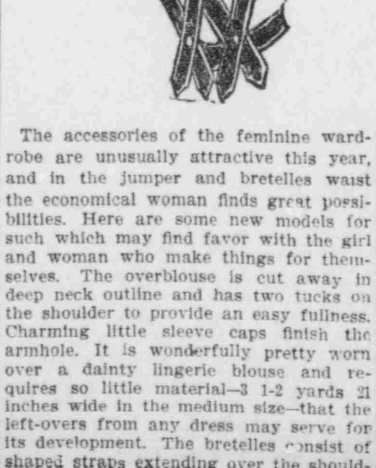 The accessories of the feminine ward-
robe are unusually attractive this year,
and in the jumper and bretelles waist
the economical woman finds great possi-
bilities. Here are some new models for
such which may find favor with the girl
and woman who make things for them-
selves. The overblouse is cut away in
deep neck outline and has two tucks on
the shoulder to provide an easy fullness.
Charming little sleeve caps finish the
armhole. It is wonderfully pretty worn
over a dainty lingerie blouse and re-
quires so little material—3 1-2 yards 21
inches wide in the medium size—that the
left-overs from any dress may serve for
its development. The bretelles consist of
shaped straps extending over the should-